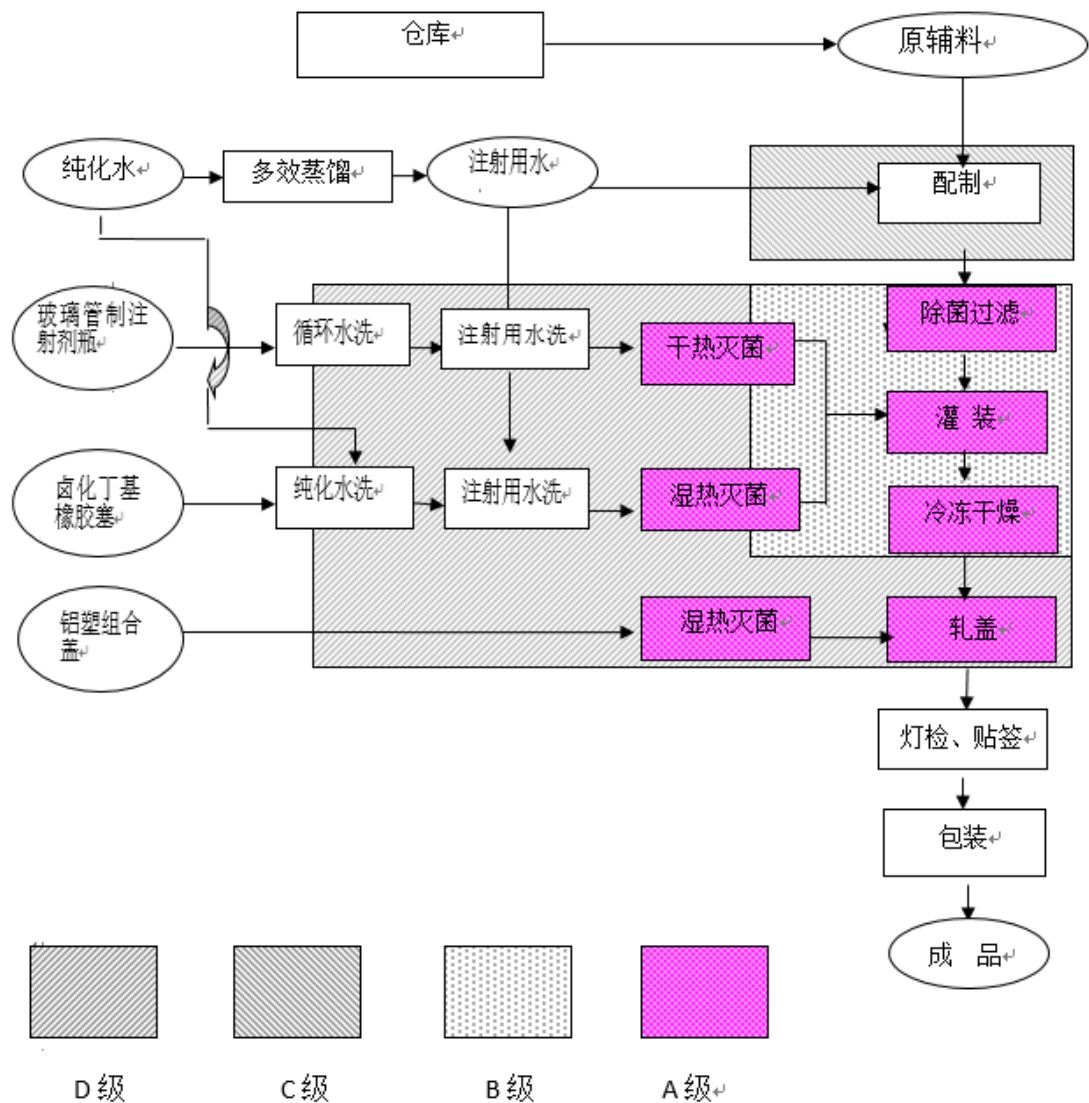 仓库
原辅料
纯化水
多效蒸馏
注射用水
配制
玻璃管制注
射剂瓶
循环水洗
注射用水洗
干热灭菌
除菌过滤
灌 装
卤化丁基
橡胶塞
纯化水洗
注射用水洗
湿热灭菌
冷冻干燥
铝塑组合
盖
湿热灭菌
轧盖
灯检、贴签
包装
成 品
D 级
C 级
B 级
A 级